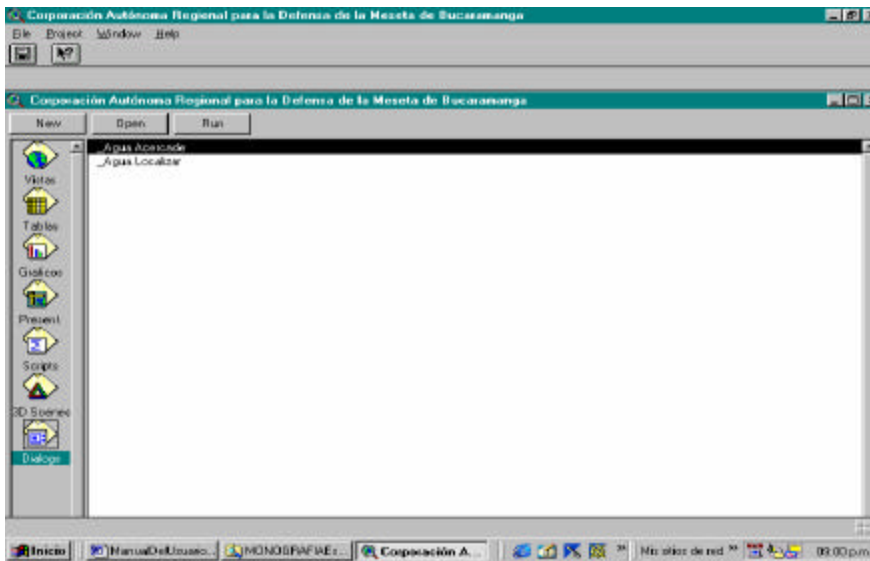 Corporación Autónoma Regional para la Defensa de la Meseta de Bucaramanga
File Project Window Help
Corporación Autónoma Regional para la Defensa de la Meseta de Bucaramanga
New Open Run
_Agua Acercade
_Agua Localizar
Vistas
Tables
Graficos
Present.
Scripts
3D Scenes
Dialogs
Inicio ManualDelUsuario... MONOGRAFIAEs... Corporación A... Mis sitios de red » 09:00 p.m.